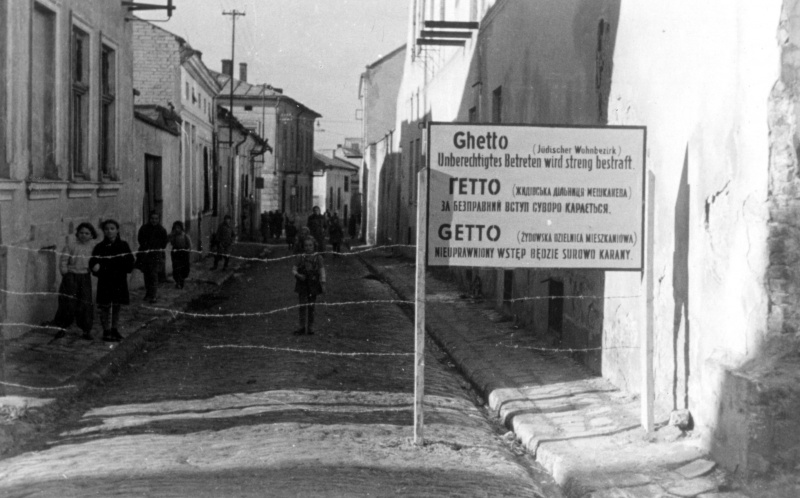 Ghetto (Jüdischer Wohnbezirk)
Unberechtigtes Betreten wird streng bestraft.
ҐЕТТО (ЖИДІВСЬКА ДІЛЬНИЦЯ МЕШКАНЕВА)
ЗА БЕЗПРАВНИЙ ВСТУП СУВОРО КАРАЄТЬСЯ.
GETTO (ŻYDOWSKA DZIELNICA MIESZKANIOWA)
NIEUPRAWNIONY WSTĘP BĘDZIE SUROWO KARANY.